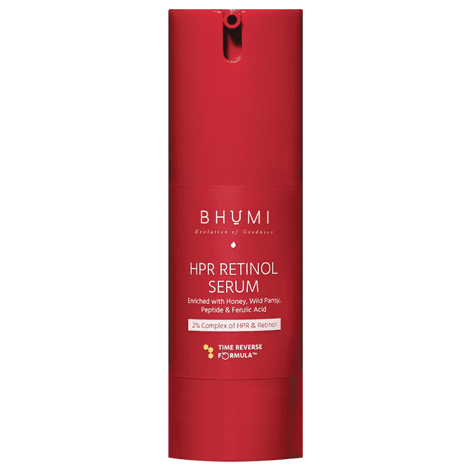 BHUMI
Evolution of Goodness
HPR RETINOL
SERUM
Enriched with Honey, Wild Pansy,
Peptide & Ferulic Acid
2% Complex of HPR & Retinol
TIME REVERSE
FORMULA™